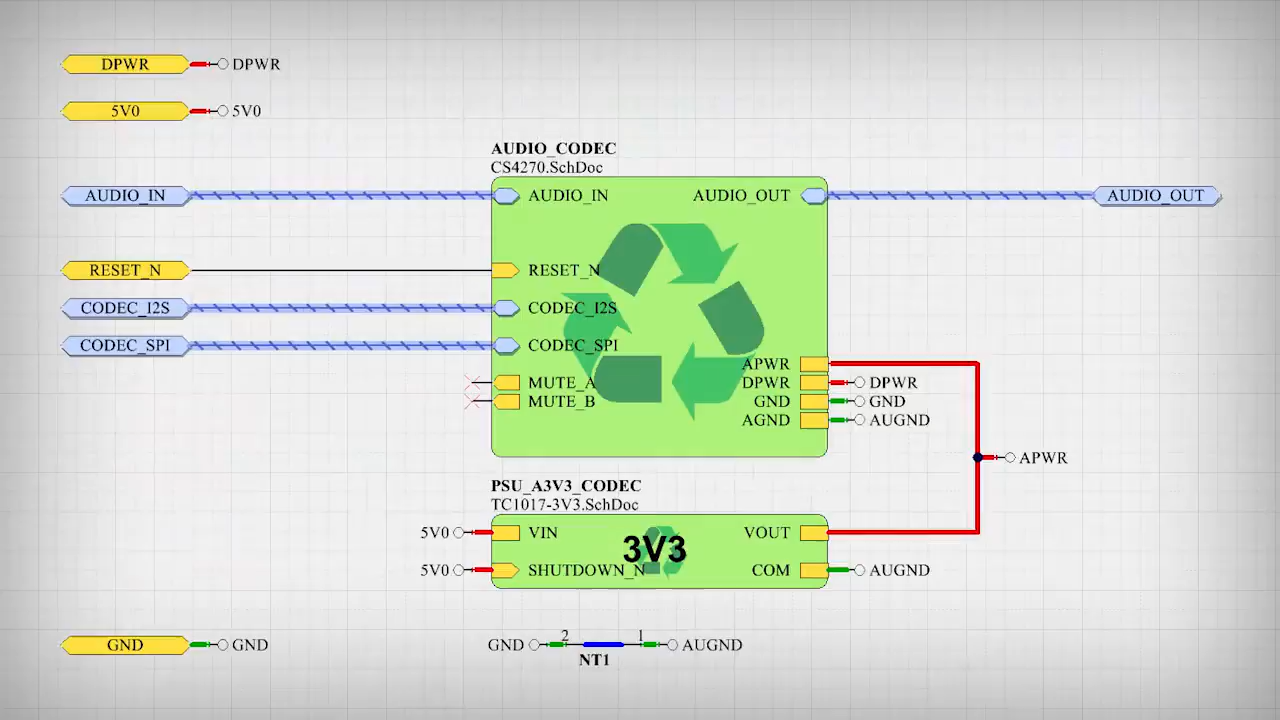 DPWR DPWR
5V0 5V0
AUDIO_CODEC
CS4270.SchDoc
AUDIO_IN AUDIO_IN AUDIO_OUT AUDIO_OUT
RESET_N RESET_N
CODEC_I2S CODEC_I2S
CODEC_SPI CODEC_SPI
APWR
MUTE_A DPWR DPWR
MUTE_B GND GND
AGND AUGND
APWR
PSU_A3V3_CODEC
TC1017-3V3.SchDoc
5V0 VIN VOUT
3V3
5V0 SHUTDOWN_N COM AUGND
GND GND GND 2 1 AUGND
NT1